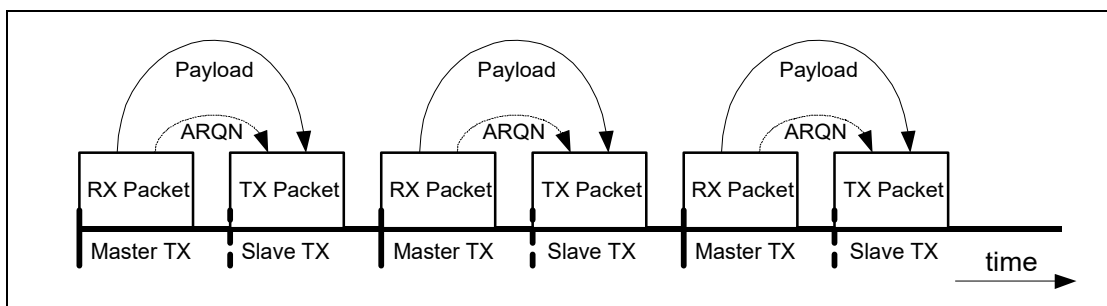 Payload Payload Payload
ARQN ARQN ARQN
RX Packet TX Packet RX Packet TX Packet RX Packet TX Packet
Master TX Slave TX Master TX Slave TX Master TX Slave TX
time